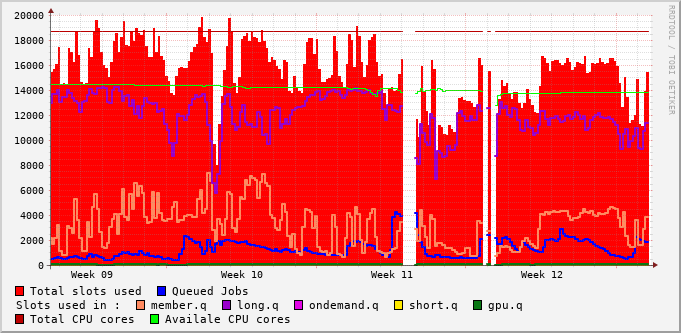 20000
18000
16000
14000
12000
10000
8000
6000
4000
2000
0
Week 09 Week 10 Week 11 Week 12
Total slots used Queued Jobs
Slots used in : member.q long.q ondemand.q short.q gpu.q
Total CPU cores Availale CPU cores
RRDTOOL / TOBI OETIKER